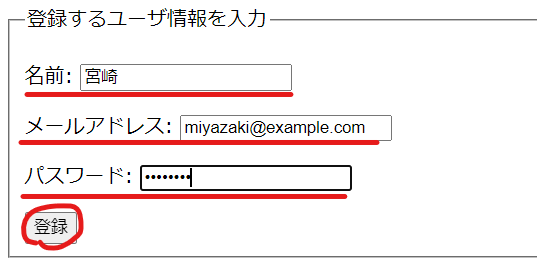 登録するユーザ情報を入力
名前: 宮崎
メールアドレス: miyazaki@example.com
パスワード: ••••••••
登録